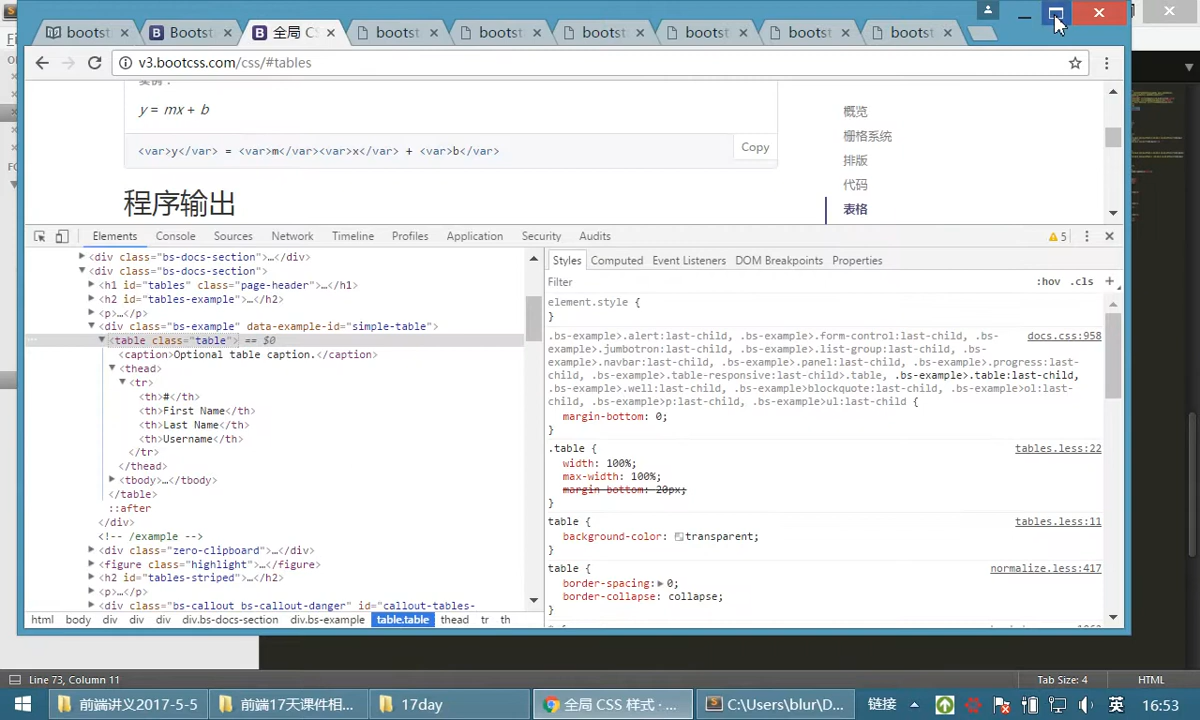 bootst
Bootst
全局 C
bootst
bootst
bootst
bootst
bootst
bootst
v3.bootcss.com/css/#tables
y = mx + b
<var>y</var> = <var>m</var><var>x</var> + <var>b</var>
Copy
程序输出
概览
栅格系统
排版
代码
表格
Elements Console Sources Network Timeline Profiles Application Security Audits
5
<div class="bs-docs-section">…</div>
<div class="bs-docs-section">
<h1 id="tables" class="page-header">…</h1>
<h2 id="tables-example">…</h2>
<p>…</p>
<div class="bs-example" data-example-id="simple-table">
<table class="table"> == $0
<caption>Optional table caption.</caption>
<thead>
<tr>
<th>#</th>
<th>First Name</th>
<th>Last Name</th>
<th>Username</th>
</tr>
</thead>
<tbody>…</tbody>
</table>
::after
</div>
<!-- /example -->
<div class="zero-clipboard">…</div>
<figure class="highlight">…</figure>
<h2 id="tables-striped">…</h2>
<p>…</p>
<div class="bs-callout bs-callout-danger" id="callout-tables-
html body div div div div.bs-docs-section div.bs-example table.table thead tr th
Styles Computed Event Listeners DOM Breakpoints Properties
Filter
:hov .cls +
element.style {
}
.bs-example>.alert:last-child, .bs-example>.form-control:last-child, .bs-
docs.css:958
example>.jumbotron:last-child, .bs-example>.list-group:last-child, .bs-
example>.navbar:last-child, .bs-example>.panel:last-child, .bs-example>.progress:last-
child, .bs-example>.table-responsive:last-child>.table, .bs-example>.table:last-child,
.bs-example>.well:last-child, .bs-example>blockquote:last-child, .bs-example>ol:last-
child, .bs-example>p:last-child, .bs-example>ul:last-child {
margin-bottom: 0;
}
.table {
tables.less:22
width: 100%;
max-width: 100%;
margin-bottom: 20px;
}
table {
tables.less:11
background-color: transparent;
}
table {
normalize.less:417
border-spacing: 0;
border-collapse: collapse;
}
Line 73, Column 11
Tab Size: 4
HTML
前端讲义2017-5-5
前端17天课件相...
17day
全局 CSS 样式 · ...
C:\Users\blur\D...
链接
英
16:53